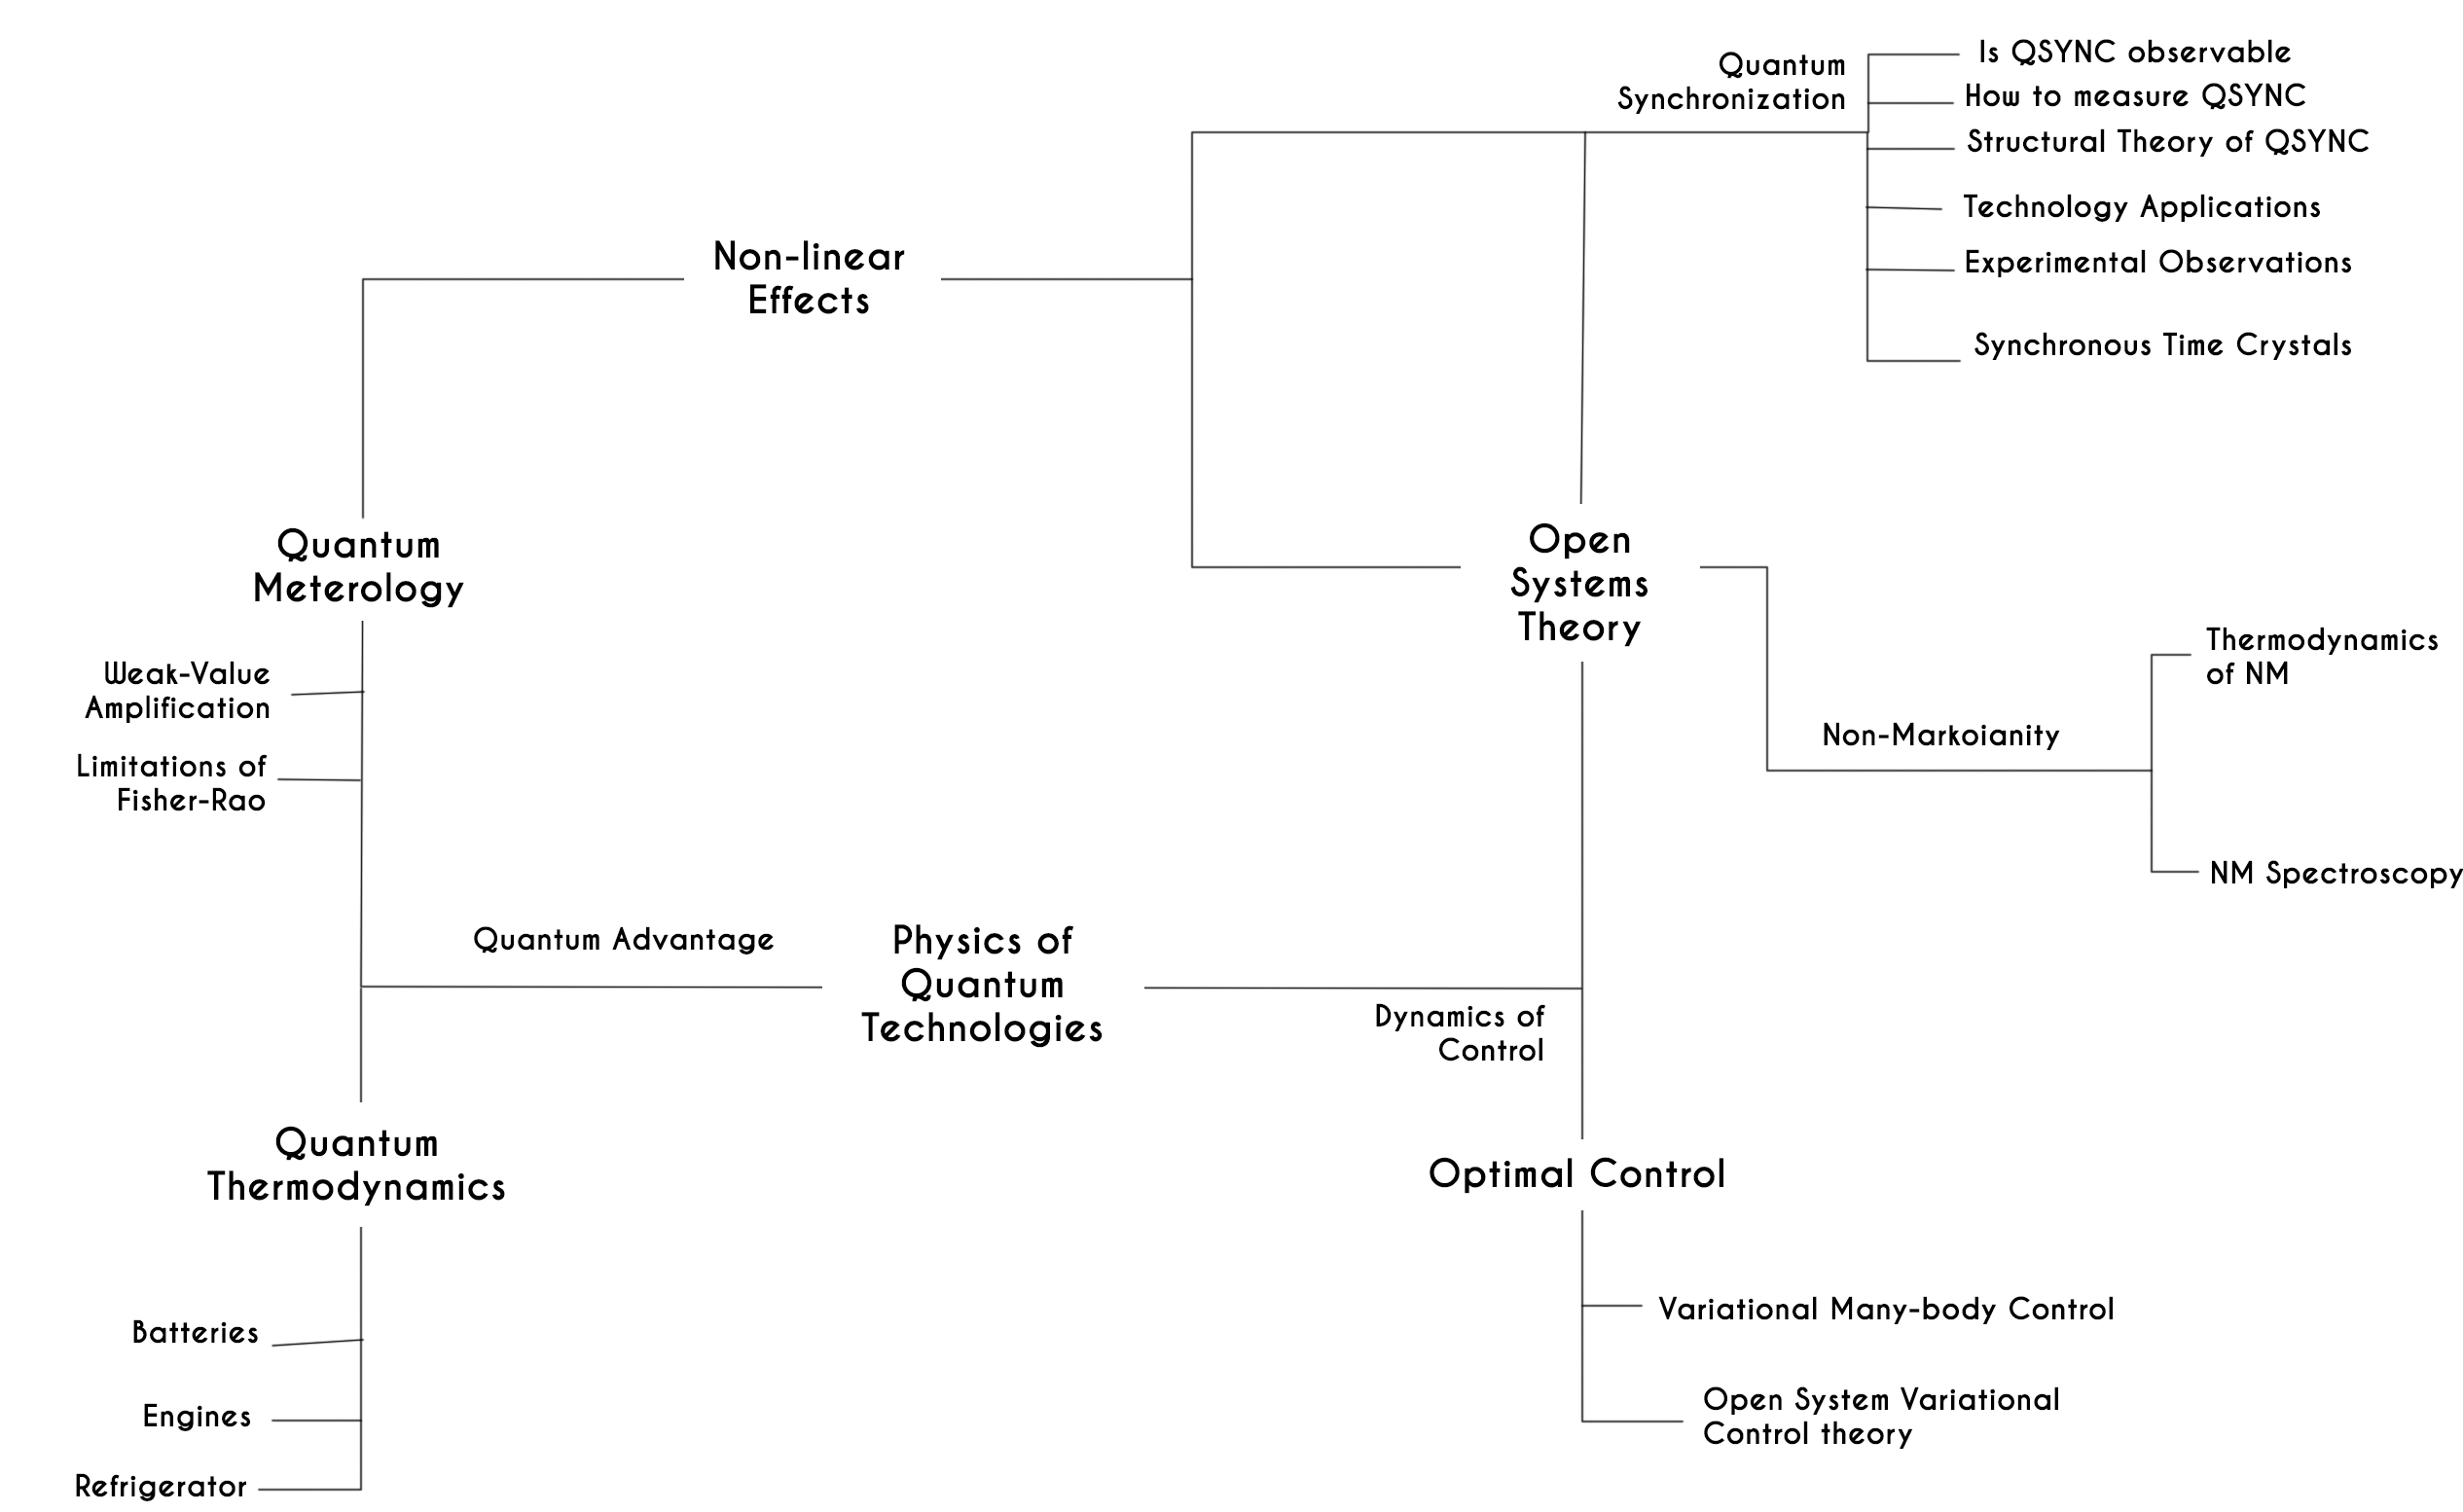 Quantum
Synchronization
Is QSYNC observable
How to measure QSYNC
Structural Theory of QSYNC
Technology Applications
Experimental Observations
Synchronous Time Crystals
Non-linear
Effects
Quantum
Meterology
Open
Systems
Theory
Weak-Value
Amplification
Limitations of
Fisher-Rao
Thermodynamics
of NM
Non-Markoianity
NM Spectroscopy
Quantum Advantage
Physics of
Quantum
Technologies
Dynamics of
Control
Quantum
Thermodynamics
Optimal Control
Batteries
Engines
Refrigerator
Variational Many-body Control
Open System Variational
Control theory